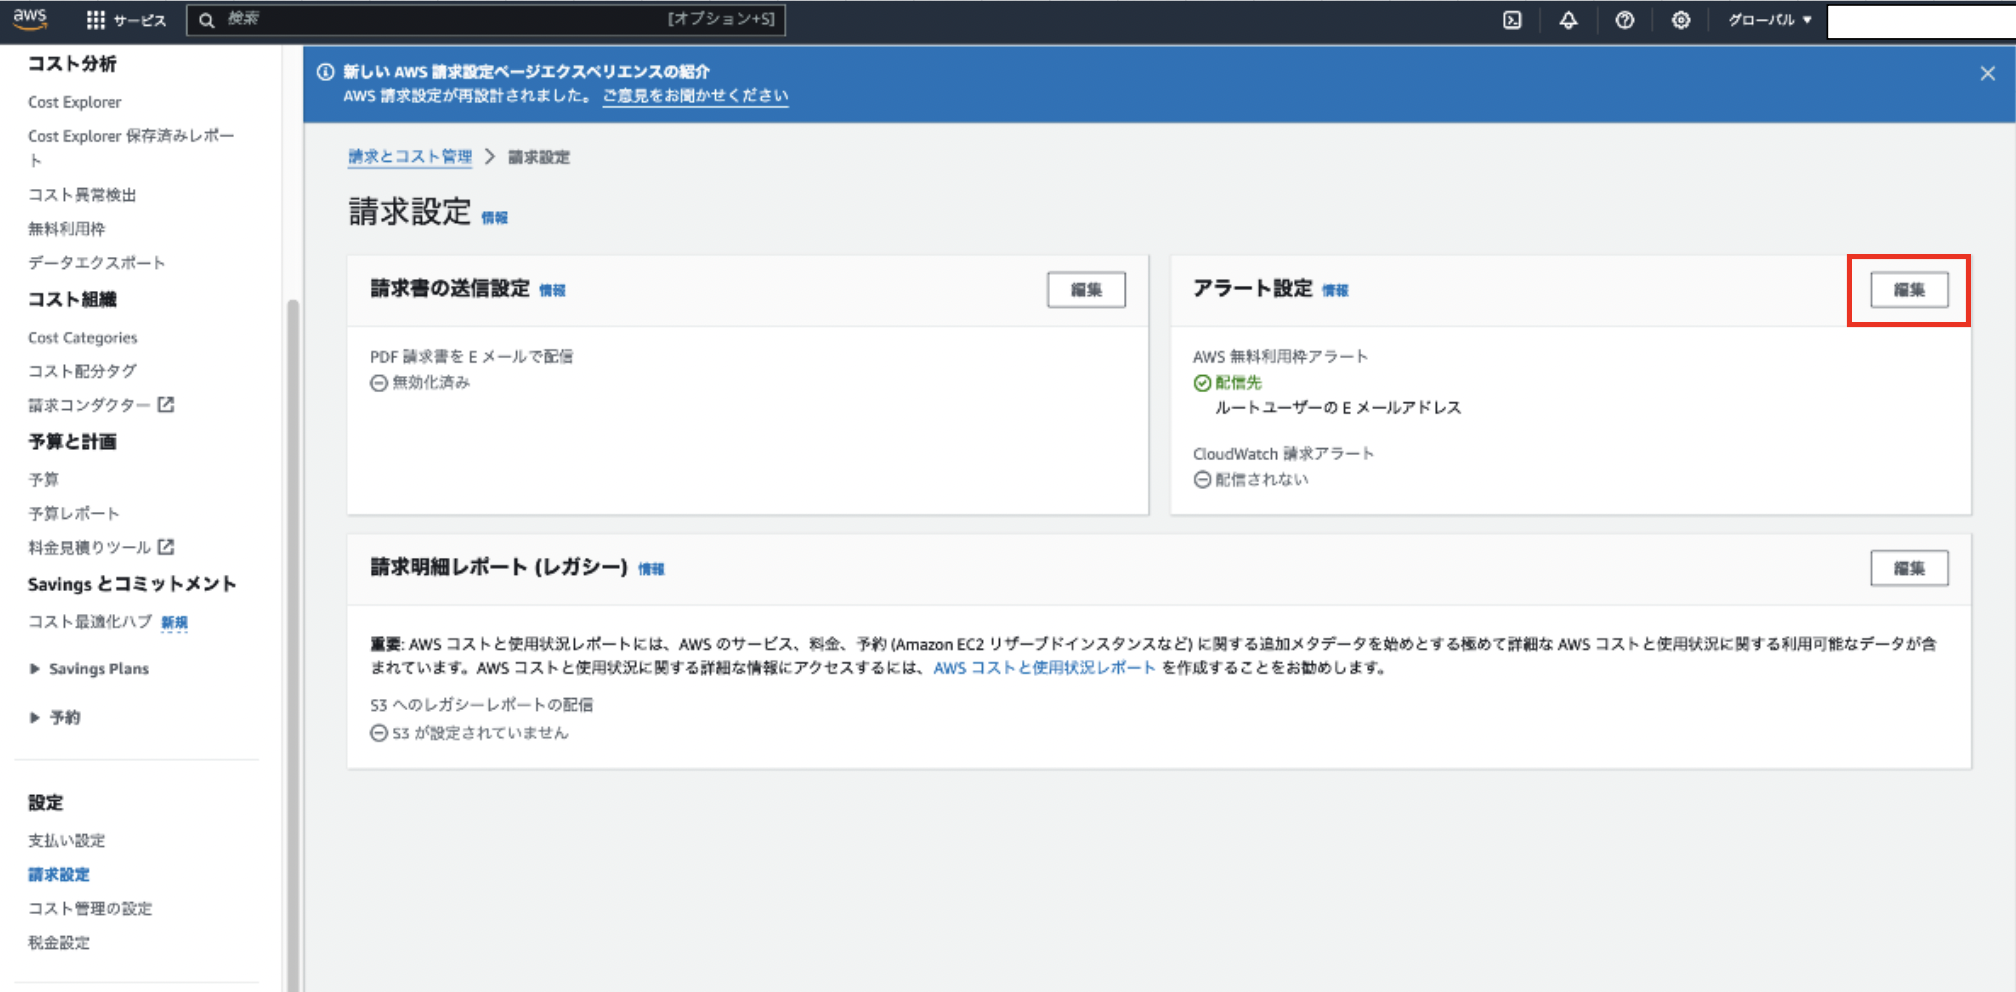 aws
サービス
検索
[オプション+S]
グローバル ▼
コスト分析
Cost Explorer
Cost Explorer 保存済みレポー
ト
コスト異常検出
無料利用枠
データエクスポート
コスト組織
Cost Categories
コスト配分タグ
請求コンダクター
予算と計画
予算
予算レポート
料金見積りツール
Savings とコミットメント
コスト最適化ハブ 新規
Savings Plans
予約
設定
支払い設定
請求設定
コスト管理の設定
税金設定
新しい AWS 請求設定ページエクスペリエンスの紹介
AWS 請求設定が再設計されました。 ご意見をお聞かせください
請求とコスト管理 > 請求設定
請求設定 情報
請求書の送信設定 情報
編集
PDF 請求書を E メールで配信
無効化済み
アラート設定 情報
編集
AWS 無料利用枠アラート
配信先
ルートユーザーの E メールアドレス
CloudWatch 請求アラート
配信されない
請求明細レポート (レガシー) 情報
編集
重要: AWS コストと使用状況レポートには、AWS のサービス、料金、予約 (Amazon EC2 リザーブドインスタンスなど) に関する追加メタデータを始めとする極めて詳細な AWS コストと使用状況に関する利用可能なデータが含
まれています。AWS コストと使用状況に関する詳細な情報にアクセスするには、AWS コストと使用状況レポート を作成することをお勧めします。
S3 へのレガシーレポートの配信
S3 が設定されていません